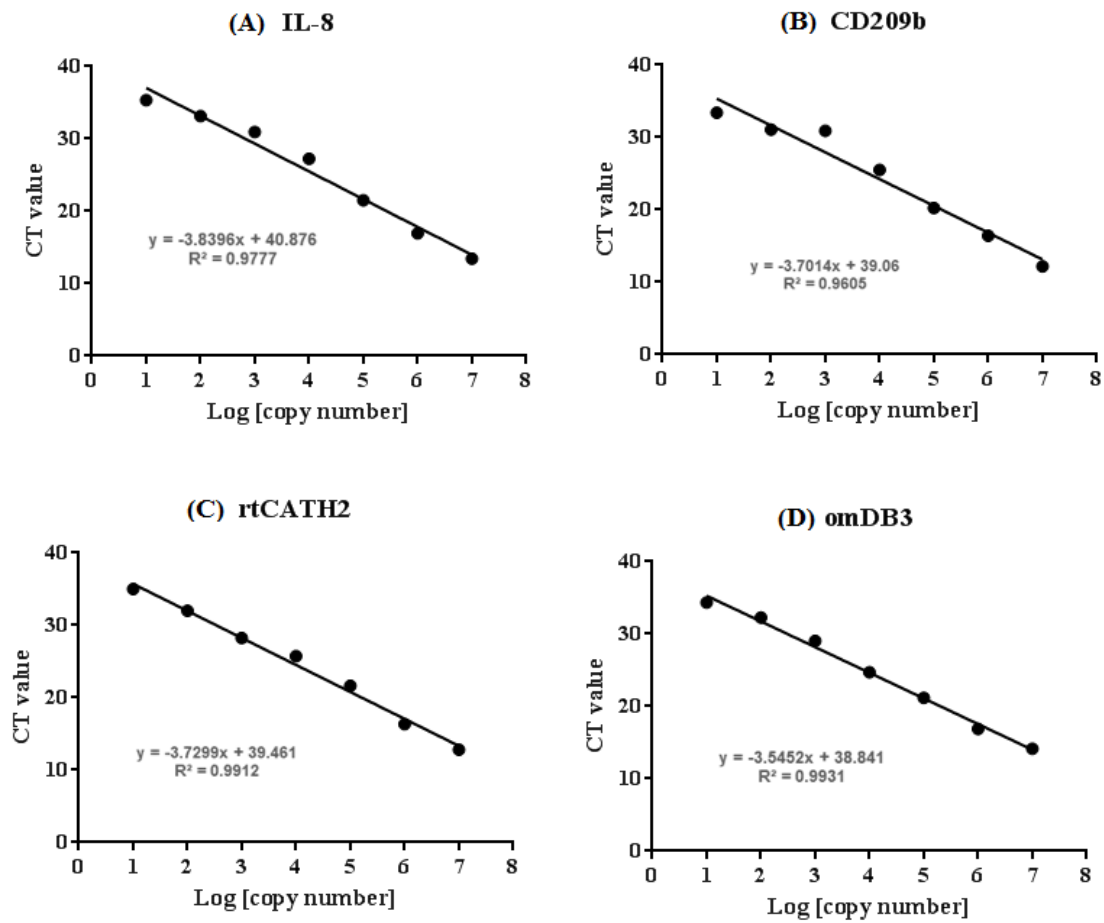 (A) IL-8
40
30
20
10
0
CT value
y = -3.8396x + 40.876
R² = 0.9777
0 1 2 3 4 5 6 7 8
Log [copy number]
(B) CD209b
40
30
20
10
0
CT value
y = -3.7014x + 39.06
R² = 0.9605
0 1 2 3 4 5 6 7 8
Log [copy number]
(C) rtCATH2
40
30
20
10
0
CT value
y = -3.7299x + 39.461
R² = 0.9912
0 1 2 3 4 5 6 7 8
Log [copy number]
(D) omDB3
40
30
20
10
0
CT value
y = -3.5452x + 38.841
R² = 0.9931
0 1 2 3 4 5 6 7 8
Log [copy number]